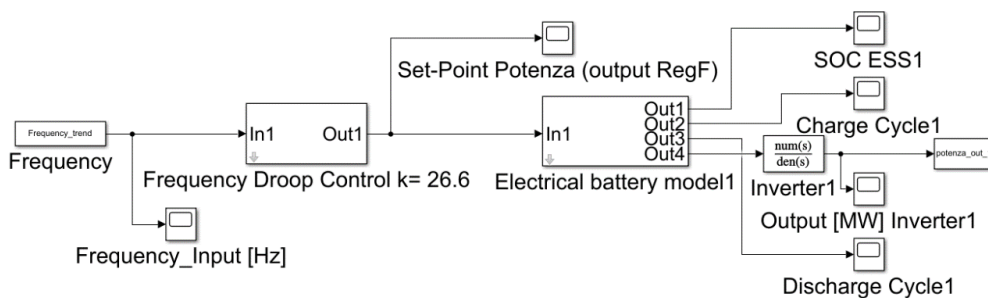 SOC ESS1
Set-Point Potenza (output RegF)
Charge Cycle1
Frequency_trend
Frequency
In1
Out1
Frequency Droop Control k= 26.6
In1
Out1
Out2
Out3
Out4
Electrical battery model1
num(s)
den(s)
Inverter1
potenza_out_
Output [MW] Inverter1
Frequency_Input [Hz]
Discharge Cycle1